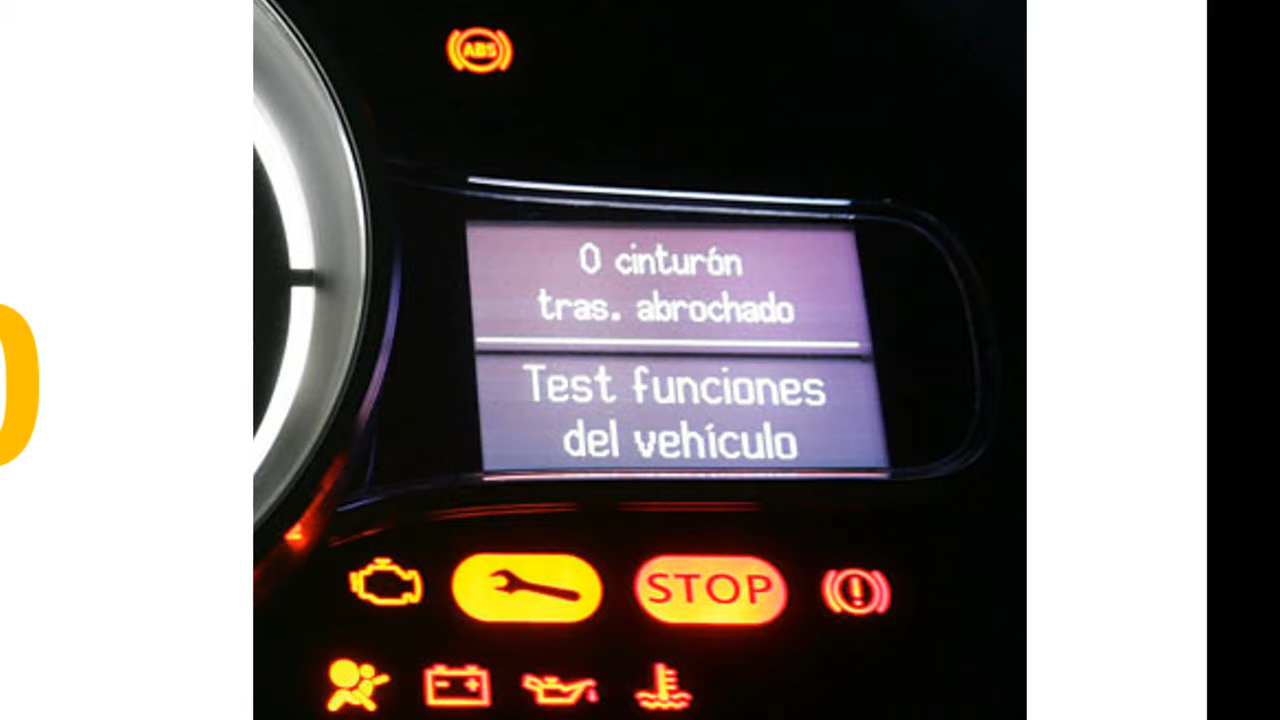 ABS
0 cinturón
tras. abrochado
Test funciones
del vehículo
STOP